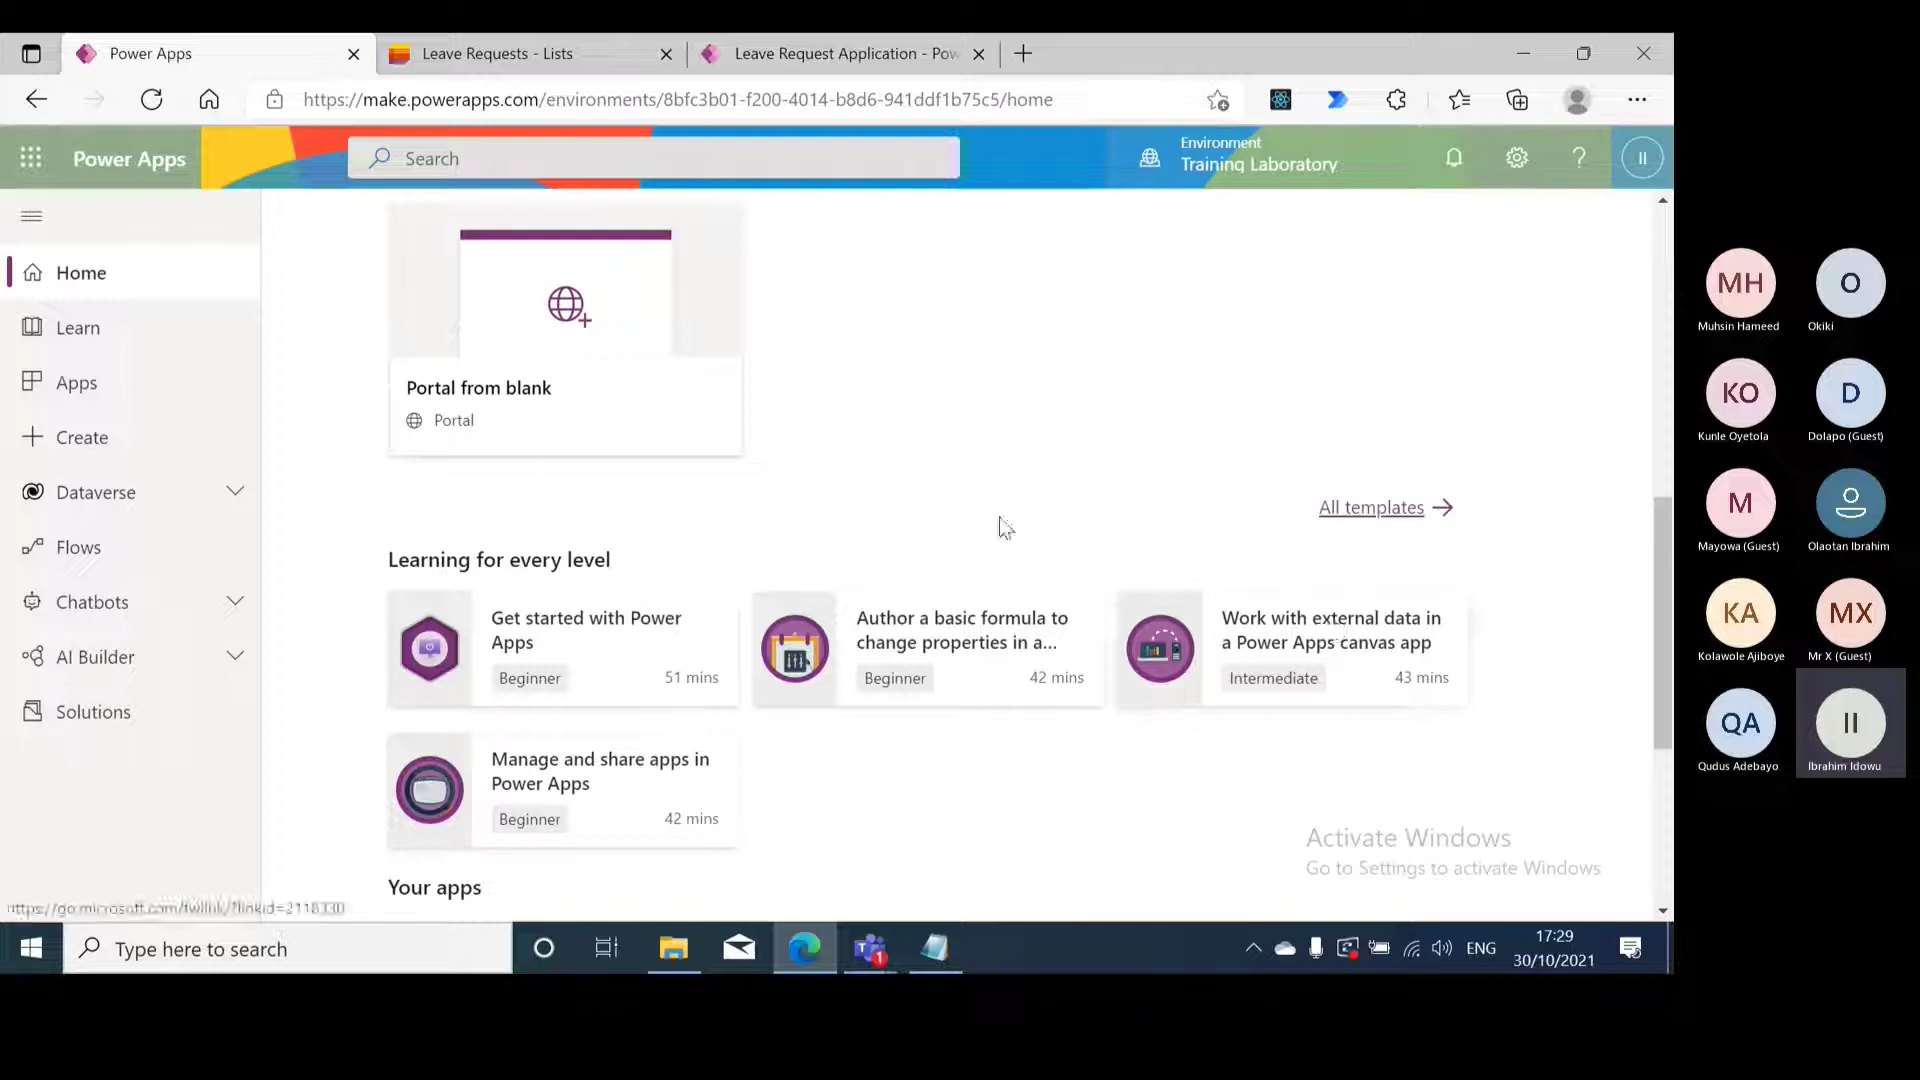 Power Apps
Leave Requests - Lists
Leave Request Application - Pow
https://make.powerapps.com/environments/8bfc3b01-f200-4014-b8d6-941ddf1b75c5/home
Power Apps
Search
Environment
Training Laboratory
II
Home
Learn
Apps
Create
Dataverse
Flows
Chatbots
AI Builder
Solutions
Portal from blank
Portal
All templates
Learning for every level
Get started with Power
Apps
Beginner
51 mins
Author a basic formula to
change properties in a...
Beginner
42 mins
Work with external data in
a Power Apps canvas app
Intermediate
43 mins
Manage and share apps in
Power Apps
Beginner
42 mins
Your apps
Activate Windows
Go to Settings to activate Windows
Type here to search
1
ENG
17:29
30/10/2021
MH
Muhsin Hameed
O
Okiki
KO
Kunle Oyetola
D
Dolapo (Guest)
M
Mayowa (Guest)
Olaotan Ibrahim
KA
Kolawole Ajiboye
MX
Mr X (Guest)
QA
Qudus Adebayo
II
Ibrahim Idowu